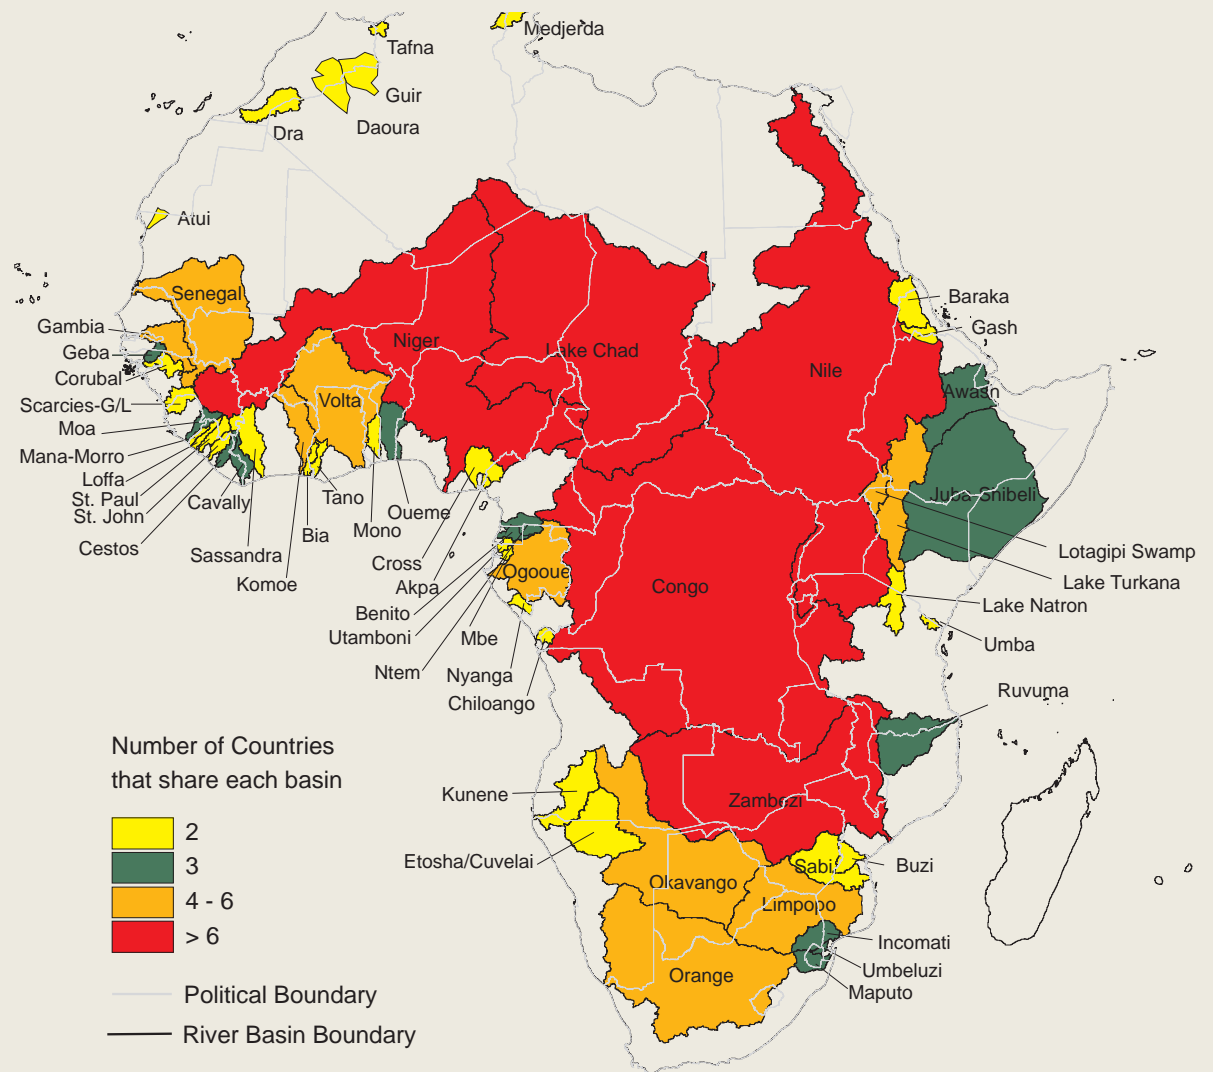 Medjerda
Tafna
Guir
Dra
Daoura
Atui
Senegal
Baraka
Gambia
Gash
Geba
Niger
Lake Chad
Nile
Corubal
Awash
Scarcies-G/L
Volta
Moa
Mana-Morro
Loffa
St. Paul
Juba-Shibeli
St. John
Cavally
Tano
Oueme
Cestos
Mono
Bia
Sassandra
Lotagipi Swamp
Komoe
Cross
Ogooue
Lake Turkana
Akpa
Congo
Benito
Lake Natron
Utamboni
Mbe
Umba
Ntem
Nyanga
Ruvuma
Chiloango
Number of Countries
that share each basin
Kunene
Zambezi
2
Etosha/Cuvelai
Sabi
Buzi
3
Okavango
4 - 6
Limpopo
> 6
Incomati
Umbeluzi
Orange
Maputo
Political Boundary
River Basin Boundary